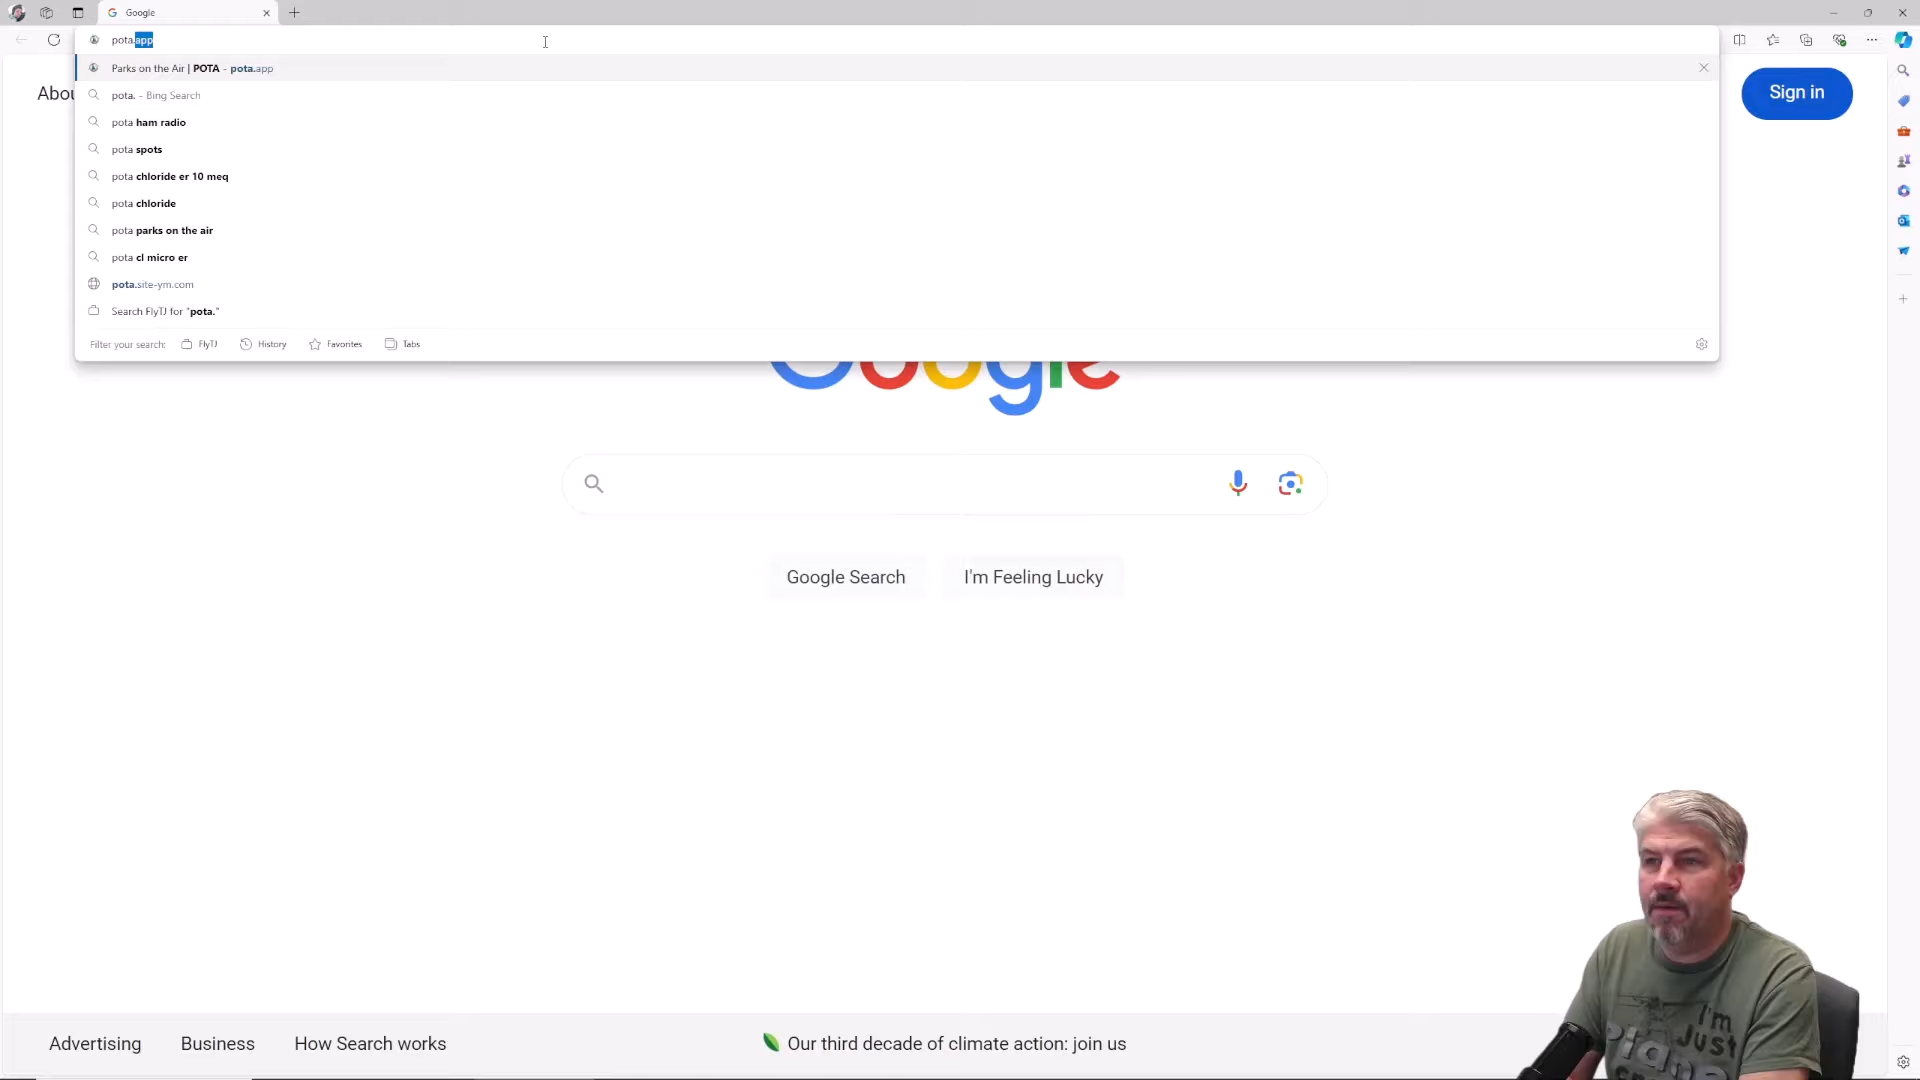 Google
pota.app
Parks on the Air | POTA - pota.app
pota. - Bing Search
pota ham radio
pota spots
pota chloride er 10 meq
pota chloride
pota parks on the air
pota cl micro er
pota.site-ym.com
Search FlyTJ for "pota."
Filter your search: FlyTJ History Favorites Tabs
Abou
Sign in
Google
Google Search I'm Feeling Lucky
I'm
Just
Advertising Business How Search works Our third decade of climate action: join us